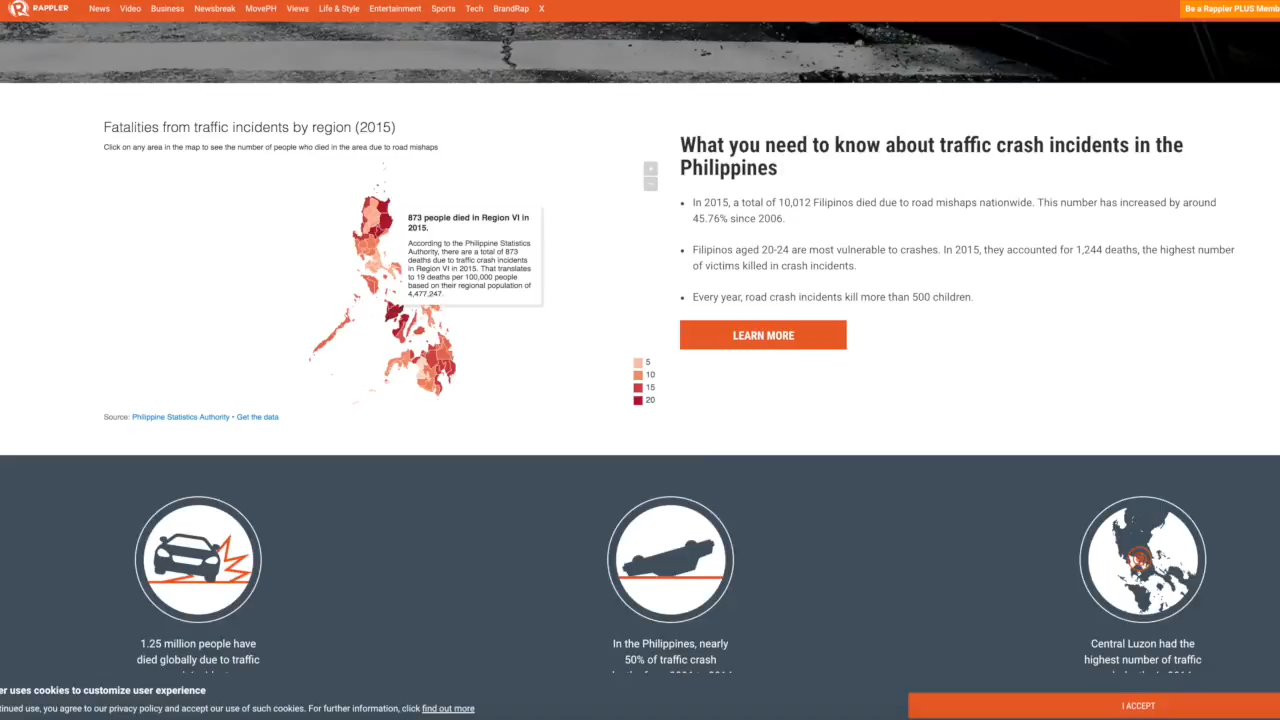 RAPPLER News Video Business Newsbreak MovePH Views Life & Style Entertainment Sports Tech BrandRap X Be a Rappler PLUS Memb
Fatalities from traffic incidents by region (2015)
Click on any area in the map to see the number of people who died in the area due to road mishaps
+
−
873 people died in Region VI in
2015.
According to the Philippine Statistics
Authority, there are a total of 873
deaths due to traffic crash incidents
in Region VI in 2015. That translates
to 19 deaths per 100,000 people
based on their regional population of
4,477,247.
5
10
15
20
Source: Philippine Statistics Authority • Get the data
What you need to know about traffic crash incidents in the
Philippines
• In 2015, a total of 10,012 Filipinos died due to road mishaps nationwide. This number has increased by around
45.76% since 2006.
• Filipinos aged 20-24 are most vulnerable to crashes. In 2015, they accounted for 1,244 deaths, the highest number
of victims killed in crash incidents.
• Every year, road crash incidents kill more than 500 children.
LEARN MORE
1.25 million people have
died globally due to traffic
In the Philippines, nearly
50% of traffic crash
Central Luzon had the
highest number of traffic
er uses cookies to customize user experience
tinued use, you agree to our privacy policy and accept our use of such cookies. For further information, click find out more
I ACCEPT